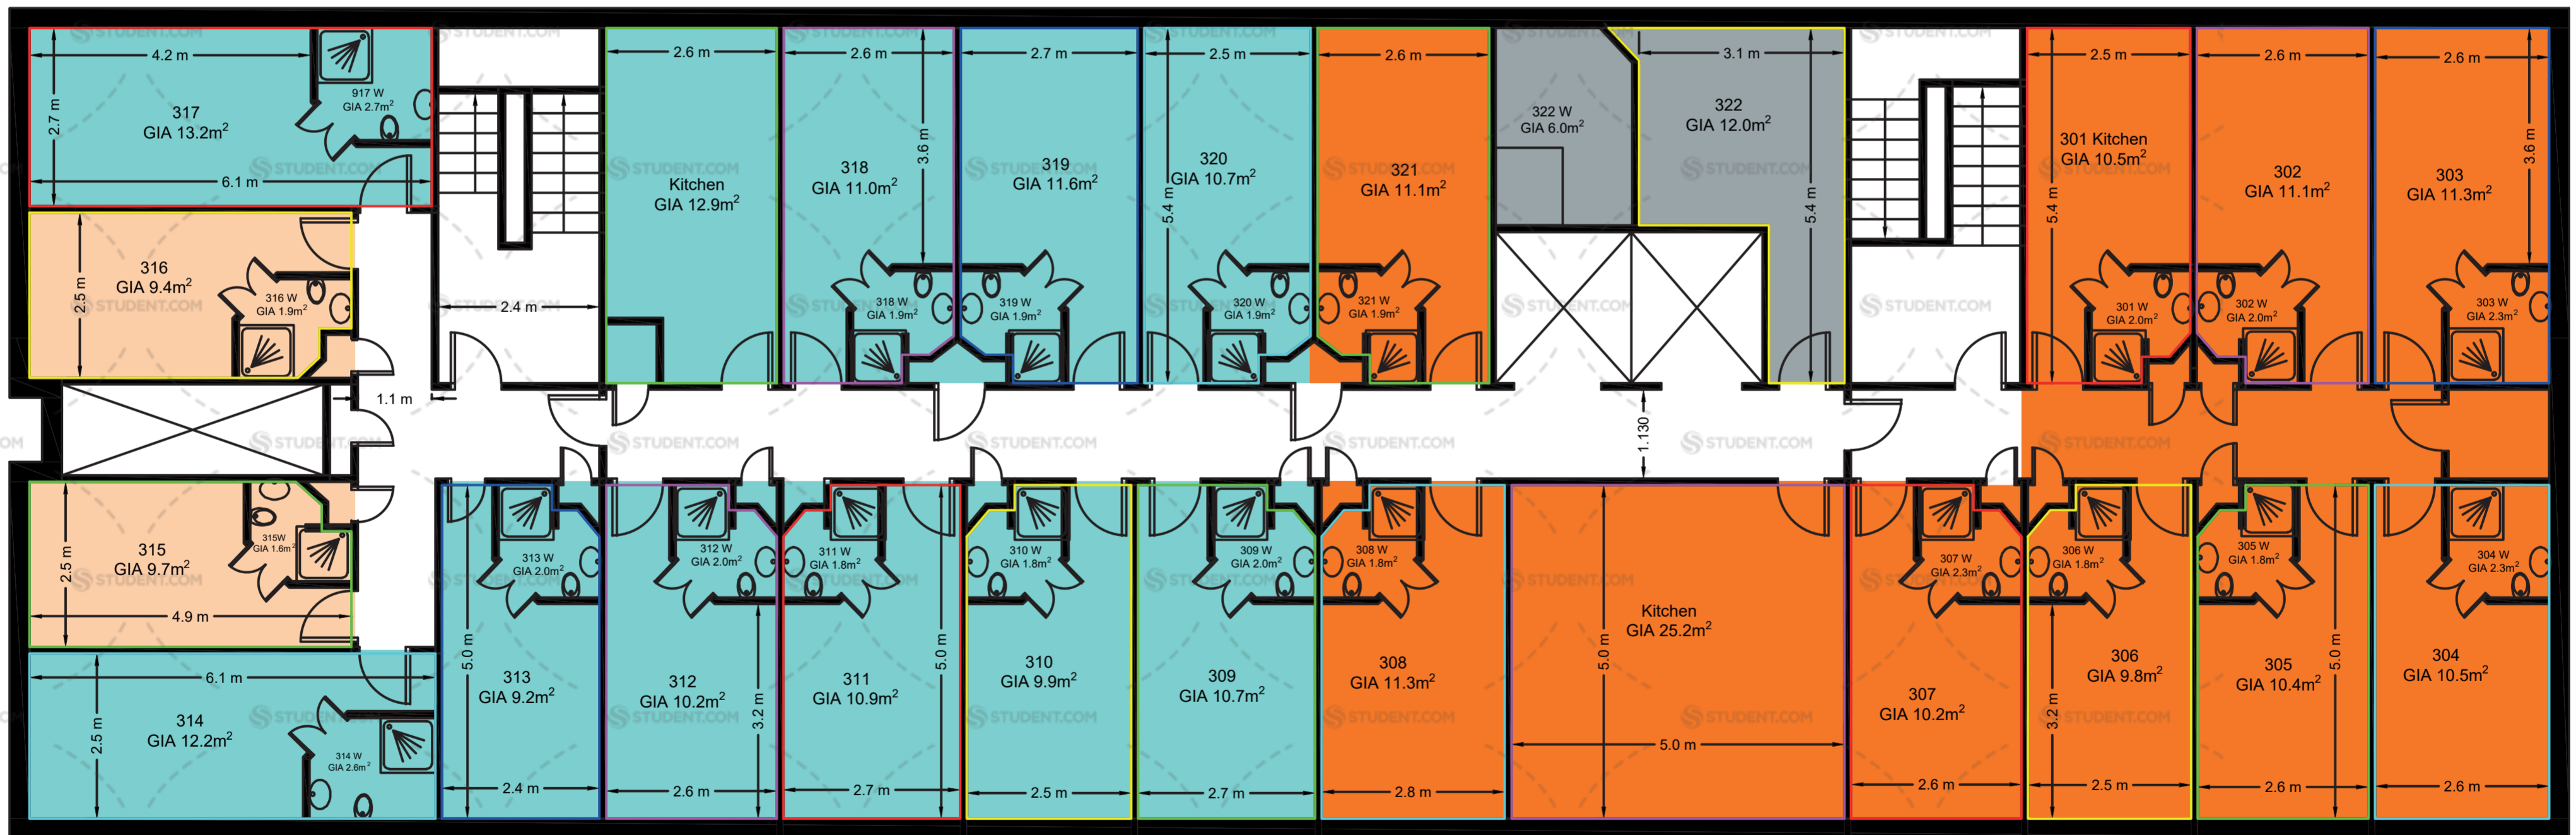 4.2 m
2.7 m
317
GIA 13.2m²
917 W
GIA 2.7m²
6.1 m
2.4 m
2.6 m
Kitchen
GIA 12.9m²
2.6 m
3.6 m
318
GIA 11.0m²
318 W
GIA 1.9m²
2.7 m
319
GIA 11.6m²
319 W
GIA 1.9m²
2.5 m
320
GIA 10.7m²
5.4 m
320 W
GIA 1.9m²
2.6 m
321
GIA 11.1m²
321 W
GIA 1.9m²
322 W
GIA 6.0m²
3.1 m
322
GIA 12.0m²
5.4 m
2.5 m
301 Kitchen
GIA 10.5m²
5.4 m
301 W
GIA 2.0m²
2.6 m
302
GIA 11.1m²
302 W
GIA 2.0m²
2.6 m
3.6 m
303
GIA 11.3m²
303 W
GIA 2.3m²
316
GIA 9.4m²
2.5 m
316 W
GIA 1.9m²
1.1 m
1.130
315
GIA 9.7m²
2.5 m
315W
GIA 1.6m²
4.9 m
6.1 m
2.5 m
314
GIA 12.2m²
314 W
GIA 2.6m²
313 W
GIA 2.0m²
5.0 m
313
GIA 9.2m²
2.4 m
312 W
GIA 2.0m²
312
GIA 10.2m²
3.2 m
2.6 m
311 W
GIA 1.8m²
5.0 m
311
GIA 10.9m²
2.7 m
310 W
GIA 1.8m²
310
GIA 9.9m²
2.5 m
309 W
GIA 2.0m²
309
GIA 10.7m²
2.7 m
308 W
GIA 1.8m²
308
GIA 11.3m²
2.8 m
Kitchen
GIA 25.2m²
5.0 m
5.0 m
307 W
GIA 2.3m²
307
GIA 10.2m²
2.6 m
306 W
GIA 1.8m²
306
GIA 9.8m²
3.2 m
2.5 m
305 W
GIA 1.8m²
305
GIA 10.4m²
5.0 m
2.6 m
304 W
GIA 2.3m²
304
GIA 10.5m²
2.6 m
STUDENT.COM